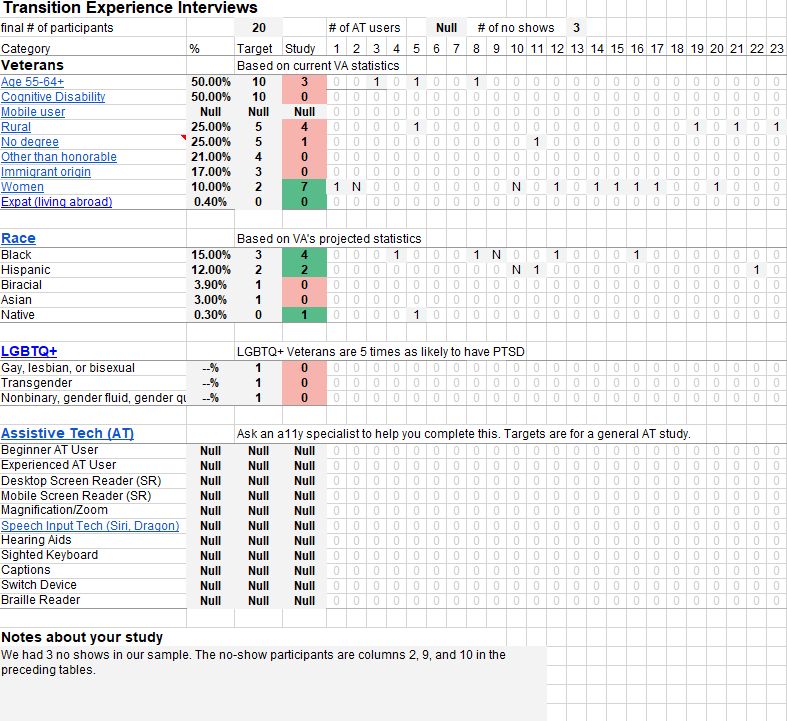 Transition Experience Interviews
final # of participants 20 # of AT users Null # of no shows 3
Category % Target Study 1 2 3 4 5 6 7 8 9 10 11 12 13 14 15 16 17 18 19 20 21 22 23
Veterans Based on current VA statistics
Age 55-64+ 50.00% 10 3 0 0 1 0 1 0 0 1 0 0 0 0 0 0 0 0 0 0 0 0 0 0 0
Cognitive Disability 50.00% 10 0 0 0 0 0 0 0 0 0 0 0 0 0 0 0 0 0 0 0 0 0 0 0 0
Mobile user Null Null Null 0 0 0 0 0 0 0 0 0 0 0 0 0 0 0 0 0 0 0 0 0 0 0
Rural 25.00% 5 4 0 0 0 0 1 0 0 0 0 0 0 0 0 0 0 0 0 0 1 0 1 0 1
No degree 25.00% 5 1 0 0 0 0 0 0 0 0 0 0 1 0 0 0 0 0 0 0 0 0 0 0 0
Other than honorable 21.00% 4 0 0 0 0 0 0 0 0 0 0 0 0 0 0 0 0 0 0 0 0 0 0 0 0
Immigrant origin 17.00% 3 0 0 0 0 0 0 0 0 0 0 0 0 0 0 0 0 0 0 0 0 0 0 0 0
Women 10.00% 2 7 1 N 0 0 0 0 0 0 0 N 0 1 0 1 1 1 1 0 0 1 0 0 0
Expat (living abroad) 0.40% 0 0 0 0 0 0 0 0 0 0 0 0 0 0 0 0 0 0 0 0 0 0 0 0 0
Race Based on VA's projected statistics
Black 15.00% 3 4 0 0 0 1 0 0 0 1 N 0 0 1 0 0 0 1 0 0 0 0 0 0 0
Hispanic 12.00% 2 2 0 0 0 0 0 0 0 0 0 N 1 0 0 0 0 0 0 0 0 0 0 1 0
Biracial 3.90% 1 0 0 0 0 0 0 0 0 0 0 0 0 0 0 0 0 0 0 0 0 0 0 0 0
Asian 3.00% 1 0 0 0 0 0 0 0 0 0 0 0 0 0 0 0 0 0 0 0 0 0 0 0 0
Native 0.30% 0 1 0 0 0 0 1 0 0 0 0 0 0 0 0 0 0 0 0 0 0 0 0 0 0
LGBTQ+ LGBTQ+ Veterans are 5 times as likely to have PTSD
Gay, lesbian, or bisexual --% 1 0 0 0 0 0 0 0 0 0 0 0 0 0 0 0 0 0 0 0 0 0 0 0 0
Transgender --% 1 0 0 0 0 0 0 0 0 0 0 0 0 0 0 0 0 0 0 0 0 0 0 0 0
Nonbinary, gender fluid, gender qu --% 1 0 0 0 0 0 0 0 0 0 0 0 0 0 0 0 0 0 0 0 0 0 0 0 0
Assistive Tech (AT) Ask an a11y specialist to help you complete this. Targets are for a general AT study.
Beginner AT User Null Null Null 0 0 0 0 0 0 0 0 0 0 0 0 0 0 0 0 0 0 0 0 0 0 0
Experienced AT User Null Null Null 0 0 0 0 0 0 0 0 0 0 0 0 0 0 0 0 0 0 0 0 0 0 0
Desktop Screen Reader (SR) Null Null Null 0 0 0 0 0 0 0 0 0 0 0 0 0 0 0 0 0 0 0 0 0 0 0
Mobile Screen Reader (SR) Null Null Null 0 0 0 0 0 0 0 0 0 0 0 0 0 0 0 0 0 0 0 0 0 0 0
Magnification/Zoom Null Null Null 0 0 0 0 0 0 0 0 0 0 0 0 0 0 0 0 0 0 0 0 0 0 0
Speech Input Tech (Siri, Dragon) Null Null Null 0 0 0 0 0 0 0 0 0 0 0 0 0 0 0 0 0 0 0 0 0 0 0
Hearing Aids Null Null Null 0 0 0 0 0 0 0 0 0 0 0 0 0 0 0 0 0 0 0 0 0 0 0
Sighted Keyboard Null Null Null 0 0 0 0 0 0 0 0 0 0 0 0 0 0 0 0 0 0 0 0 0 0 0
Captions Null Null Null 0 0 0 0 0 0 0 0 0 0 0 0 0 0 0 0 0 0 0 0 0 0 0
Switch Device Null Null Null 0 0 0 0 0 0 0 0 0 0 0 0 0 0 0 0 0 0 0 0 0 0 0
Braille Reader Null Null Null 0 0 0 0 0 0 0 0 0 0 0 0 0 0 0 0 0 0 0 0 0 0 0
Notes about your study
We had 3 no shows in our sample. The no-show participants are columns 2, 9, and 10 in the
preceding tables.